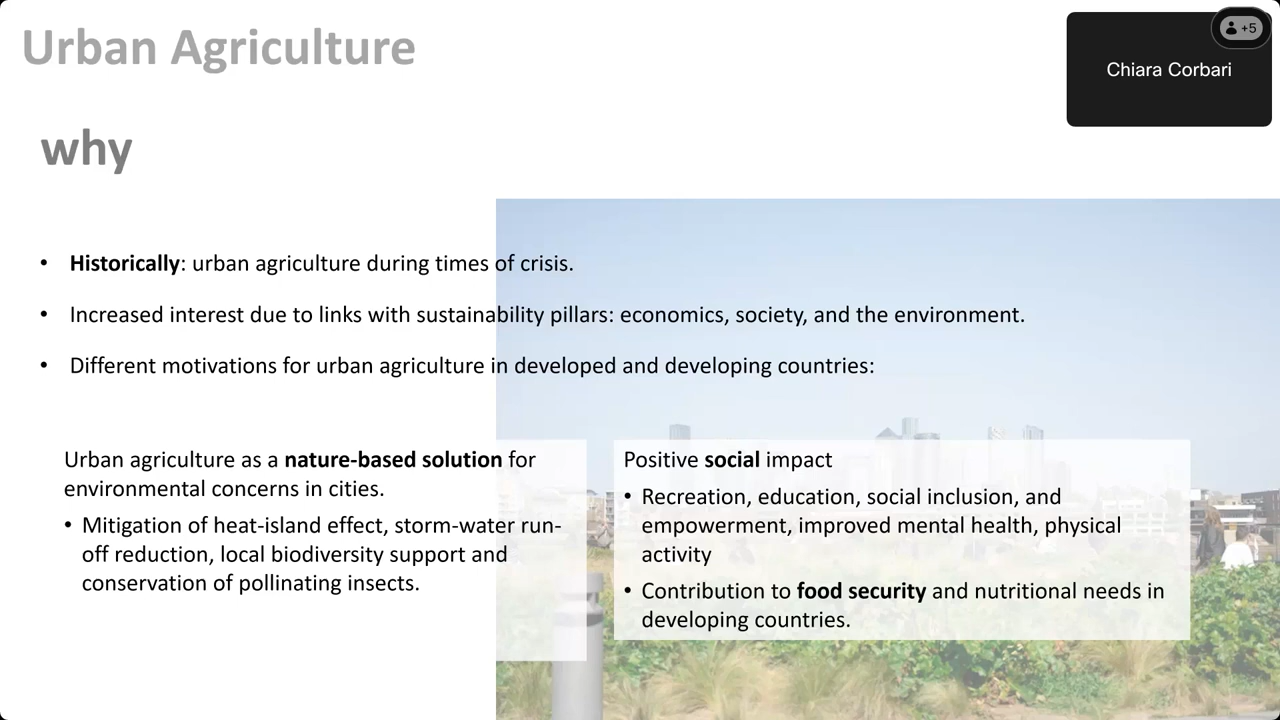 Urban Agriculture
+5
Chiara Corbari
why
• Historically: urban agriculture during times of crisis.
• Increased interest due to links with sustainability pillars: economics, society, and the environment.
• Different motivations for urban agriculture in developed and developing countries:
Urban agriculture as a nature-based solution for
environmental concerns in cities.
• Mitigation of heat-island effect, storm-water run-
off reduction, local biodiversity support and
conservation of pollinating insects.
Positive social impact
• Recreation, education, social inclusion, and
empowerment, improved mental health, physical
activity
• Contribution to food security and nutritional needs in
developing countries.